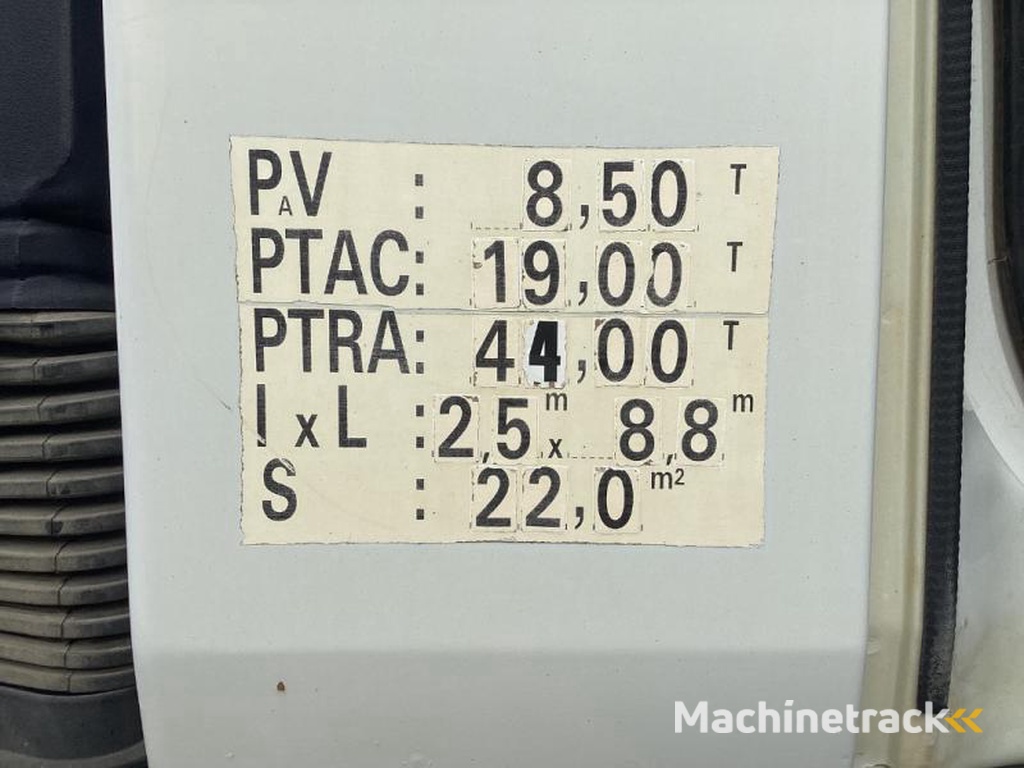 PAV : 8,50 T
PTAC: 19,00 T
PTRA: 44,00 T
l x L : 2,5 m x 8,8 m
S : 22,0 m²
Machinetrack